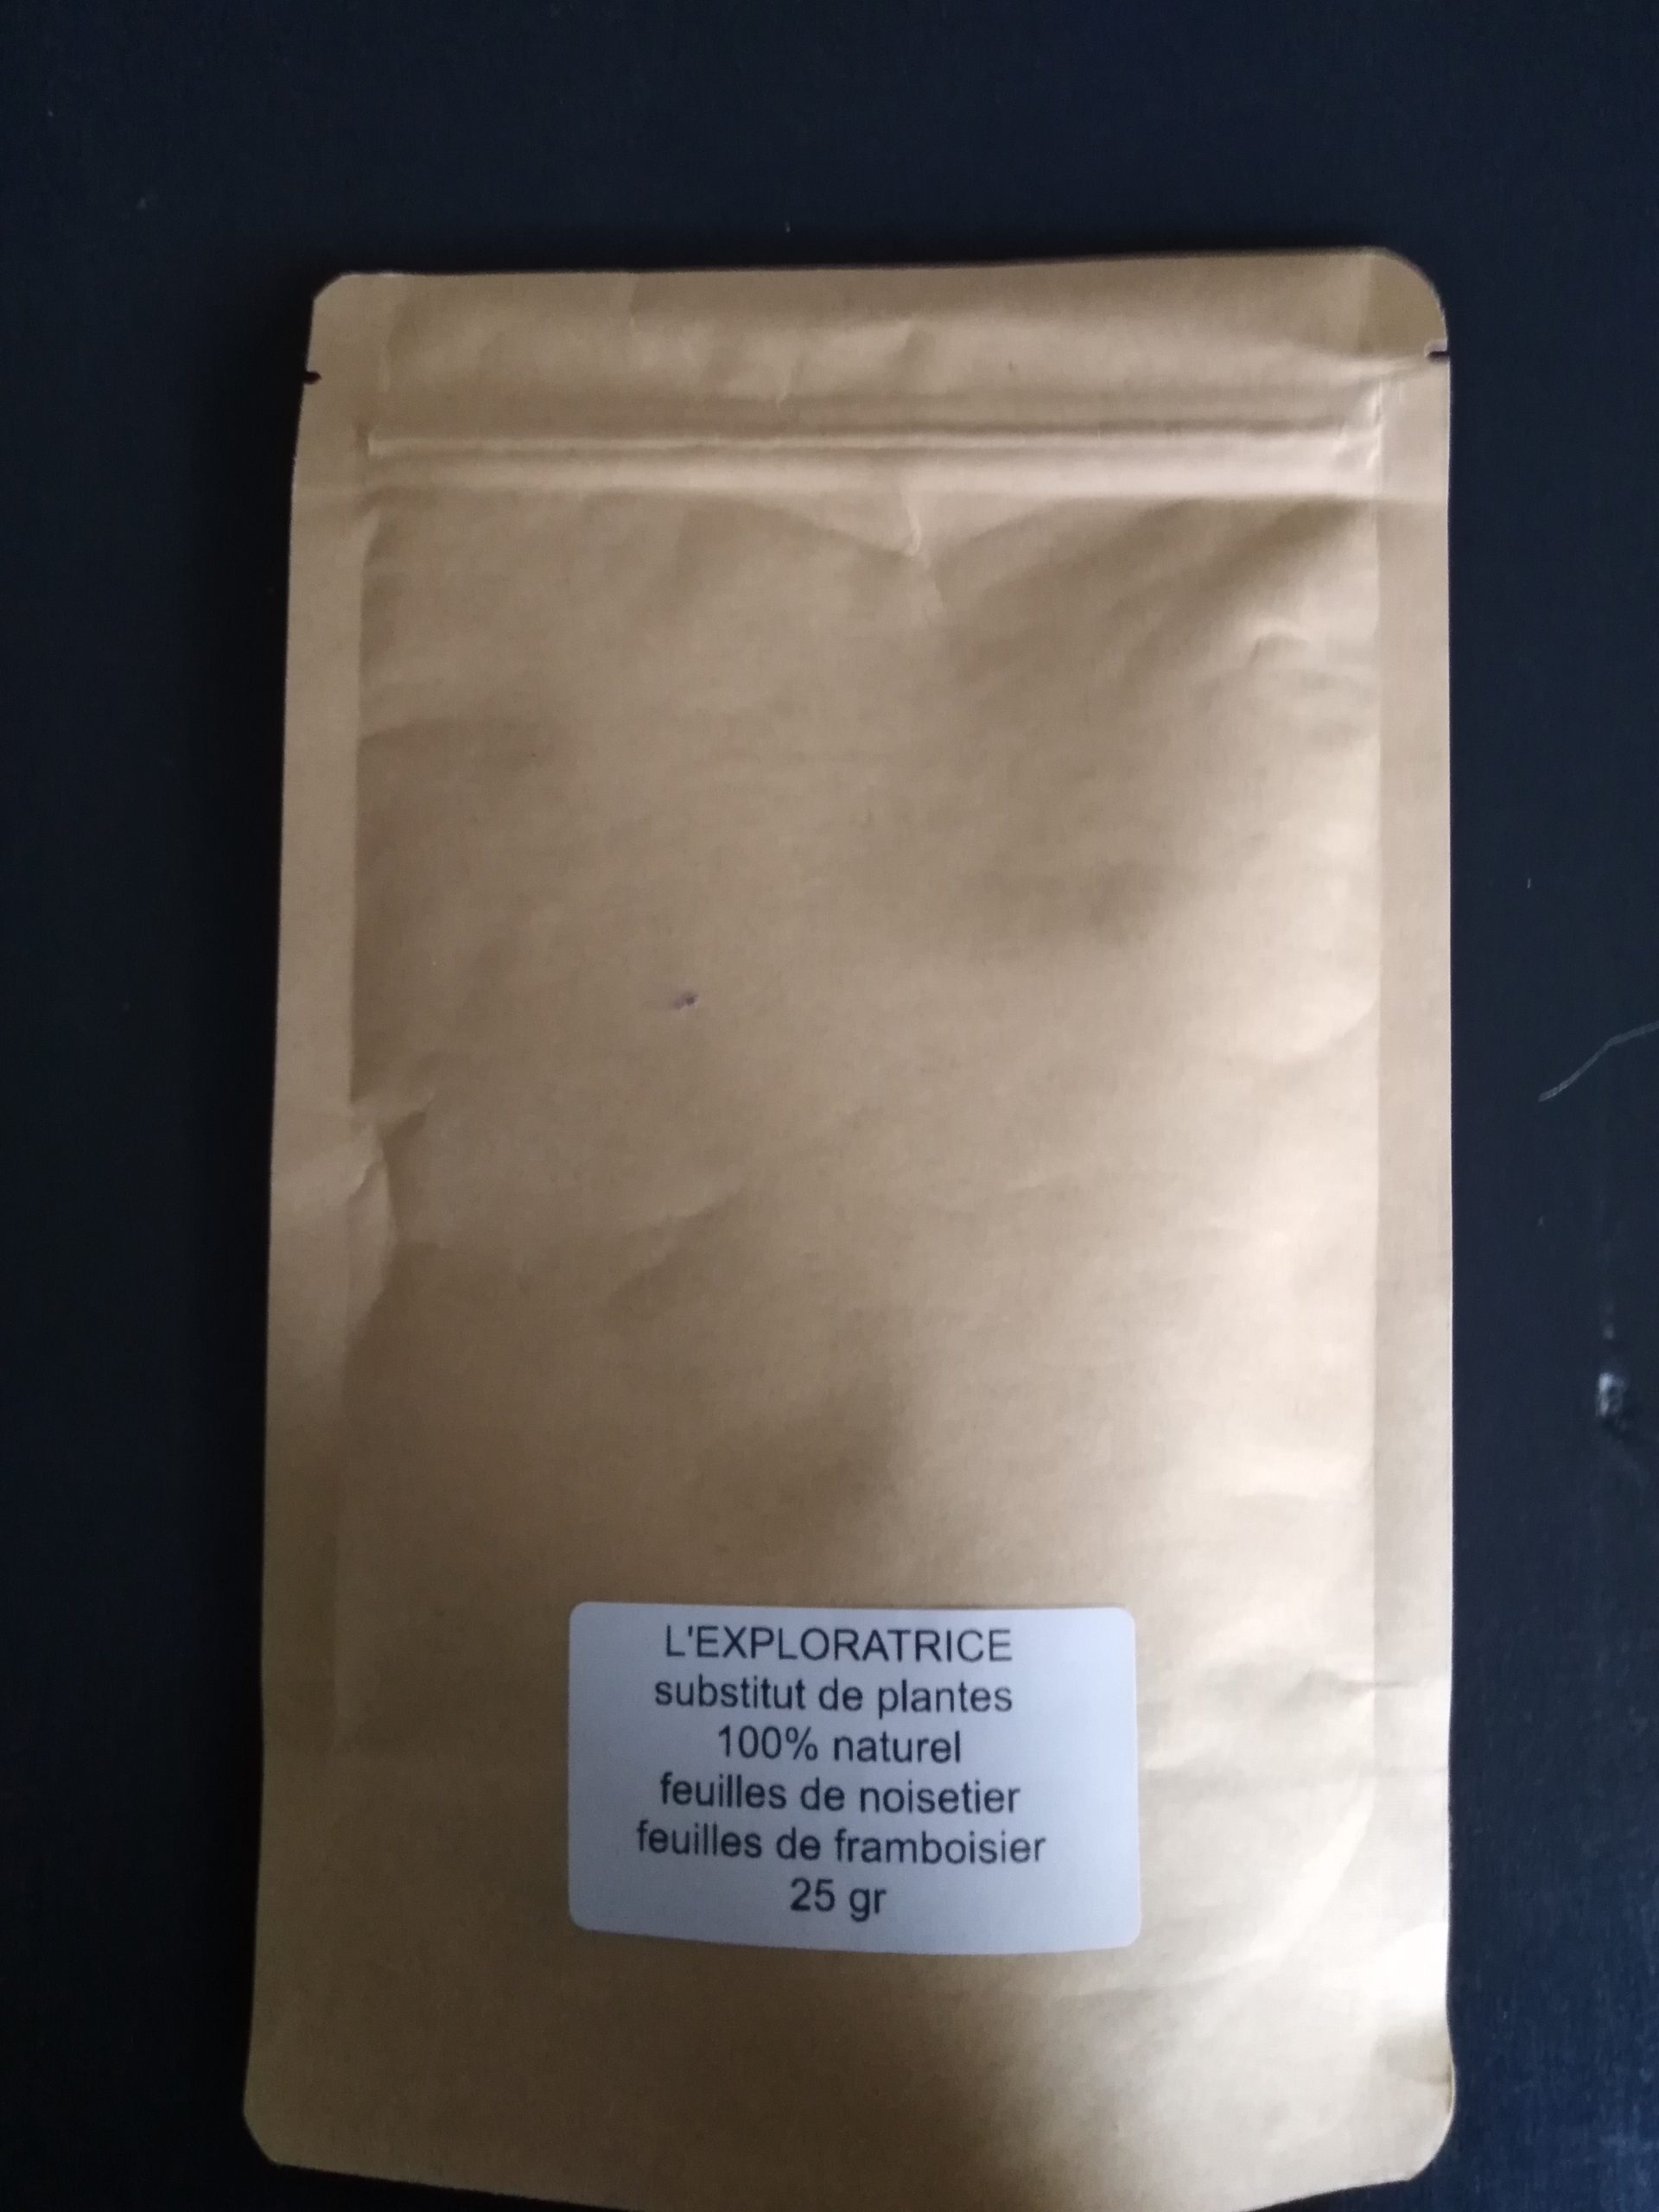 L'EXPLORATRICE
substitut de plantes
100% naturel
feuilles de noisetier
feuilles de framboisier
25 gr